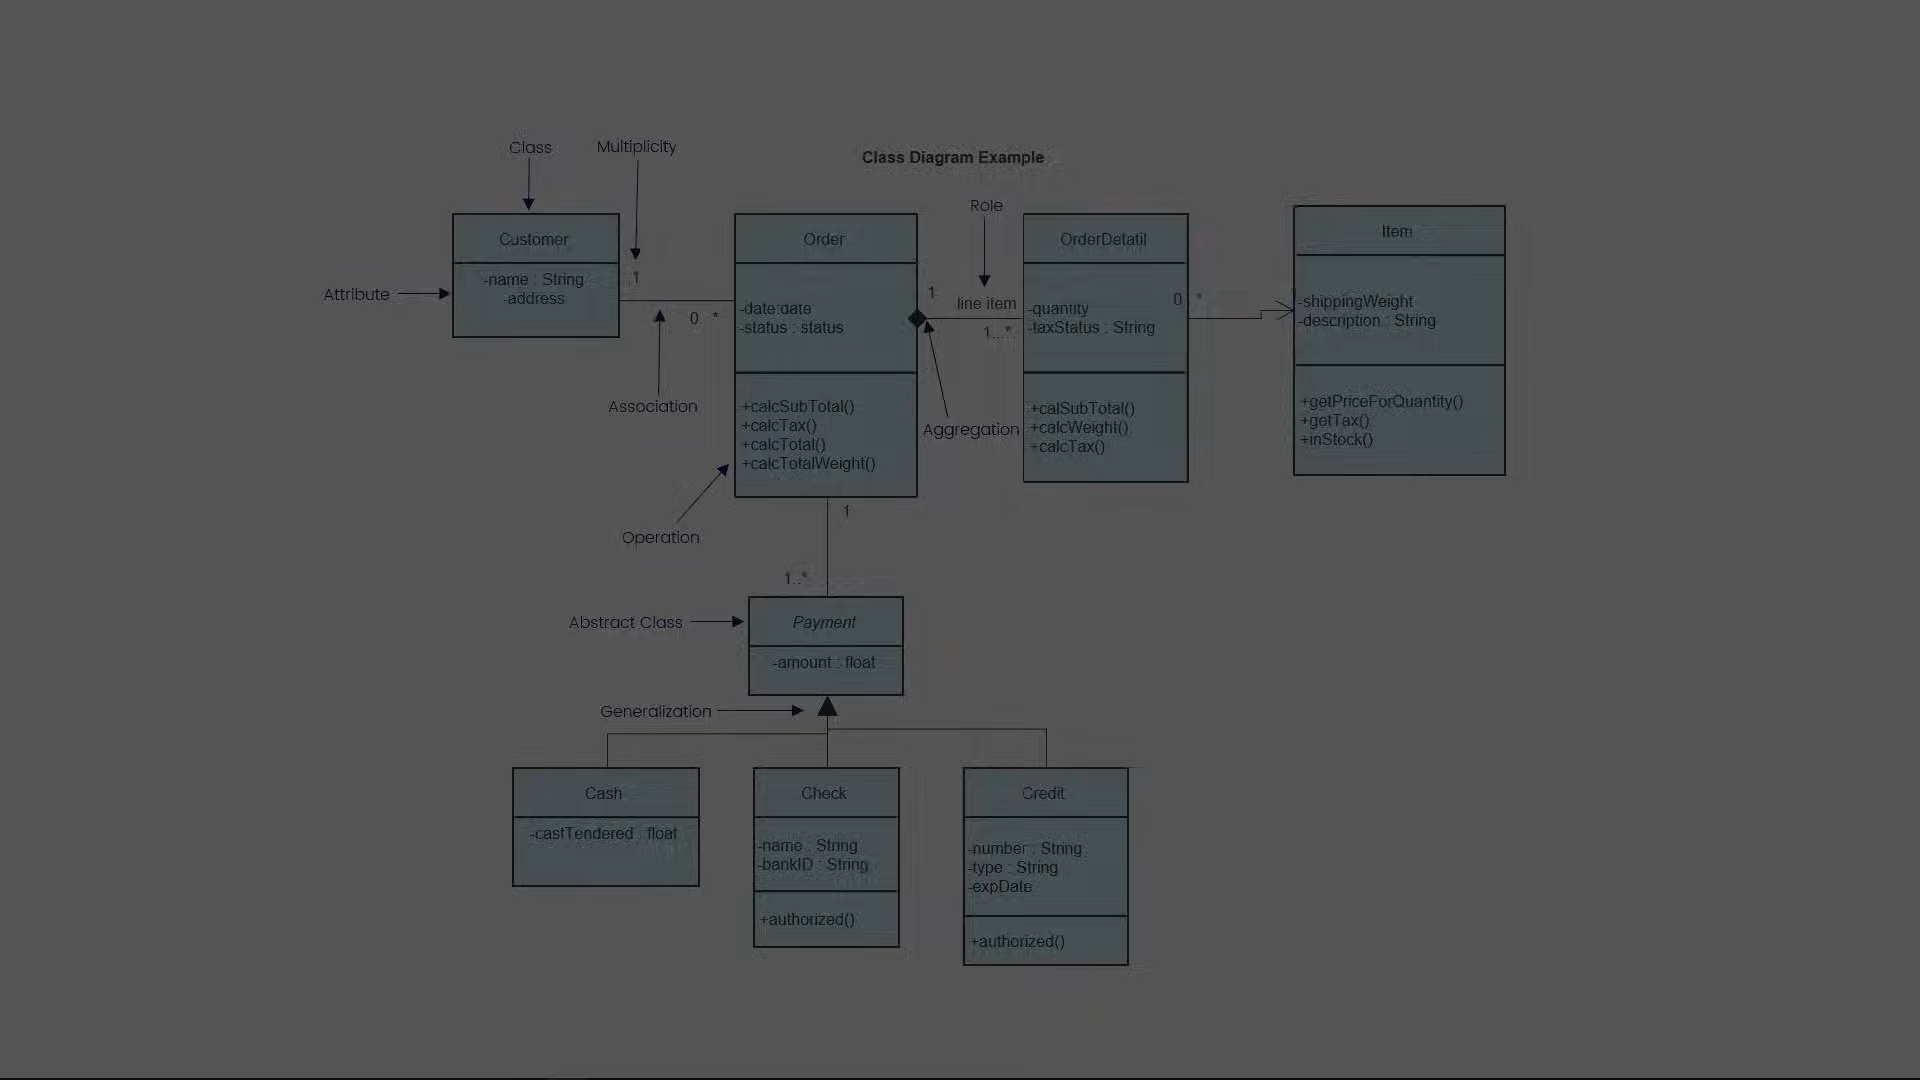 Class
Multiplicity
Class Diagram Example
Role
Customer
-name : String
-address
Attribute
1
0. *
Association
Order
-date:date
-status : status
+calcSubTotal()
+calcTax()
+calcTotal()
+calcTotalWeight()
Operation
1
line item
1....*
Aggregation
OrderDetatil
-quantity
-taxStatus : String
+calSubTotal()
+calcWeight()
+calcTax()
0. *
Item
-shippingWeight
-description : String
+getPriceForQuantity()
+getTax()
+inStock()
1
1..*
Abstract Class
Payment
-amount : float
Generalization
Cash
-castTendered : float
Check
-name : String
-bankID : String
+authorized()
Credit
-number : String
-type : String
-expDate
+authorized()